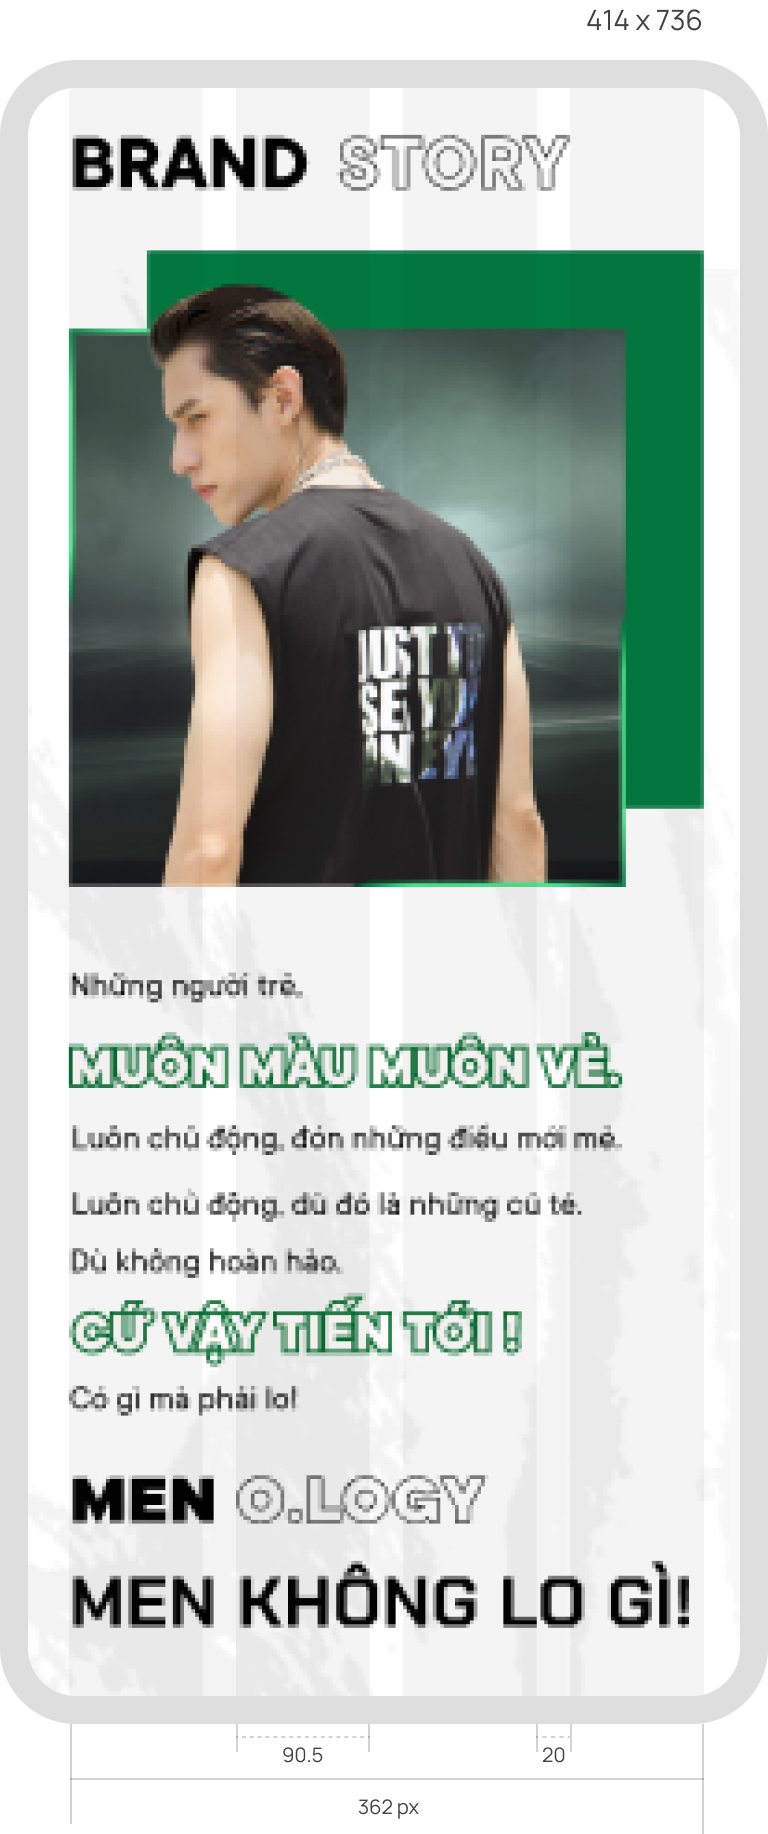 414 x 736
BRAND STORY
JUST
Những người trẻ.
MUÔN MÀU MUÔN VẺ.
Luôn chủ động, đón những điều mới mẻ.
Luôn chủ động, dù đó là những cú té.
Dù không hoàn hảo.
CỨ VẬY TIẾN TỚI !
Có gì mà phải lo!
MEN O.LOGY
MEN KHÔNG LO GÌ!
90.5
20
362 px